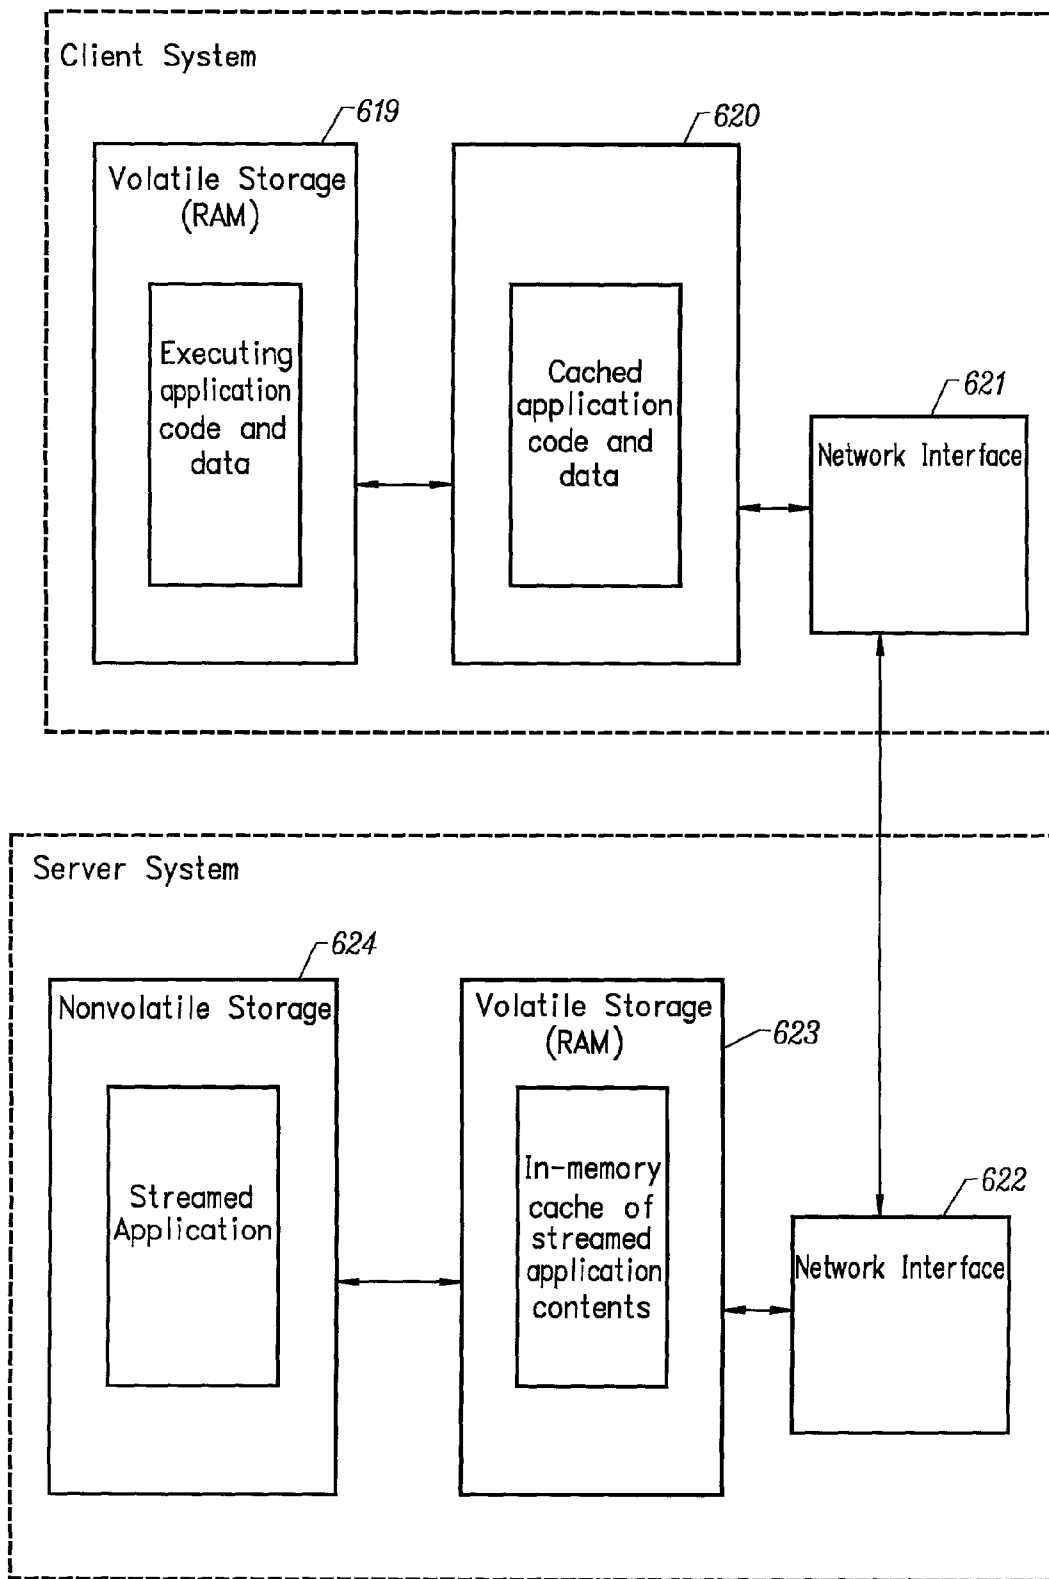 Client System
619
620
Volatile Storage
(RAM)
Executing
application
code and
data
Cached
application
code and
data
621
Network Interface
Server System
624
Nonvolatile Storage
Volatile Storage
(RAM)
623
Streamed
Application
In-memory
cache of
streamed
application
contents
622
Network Interface